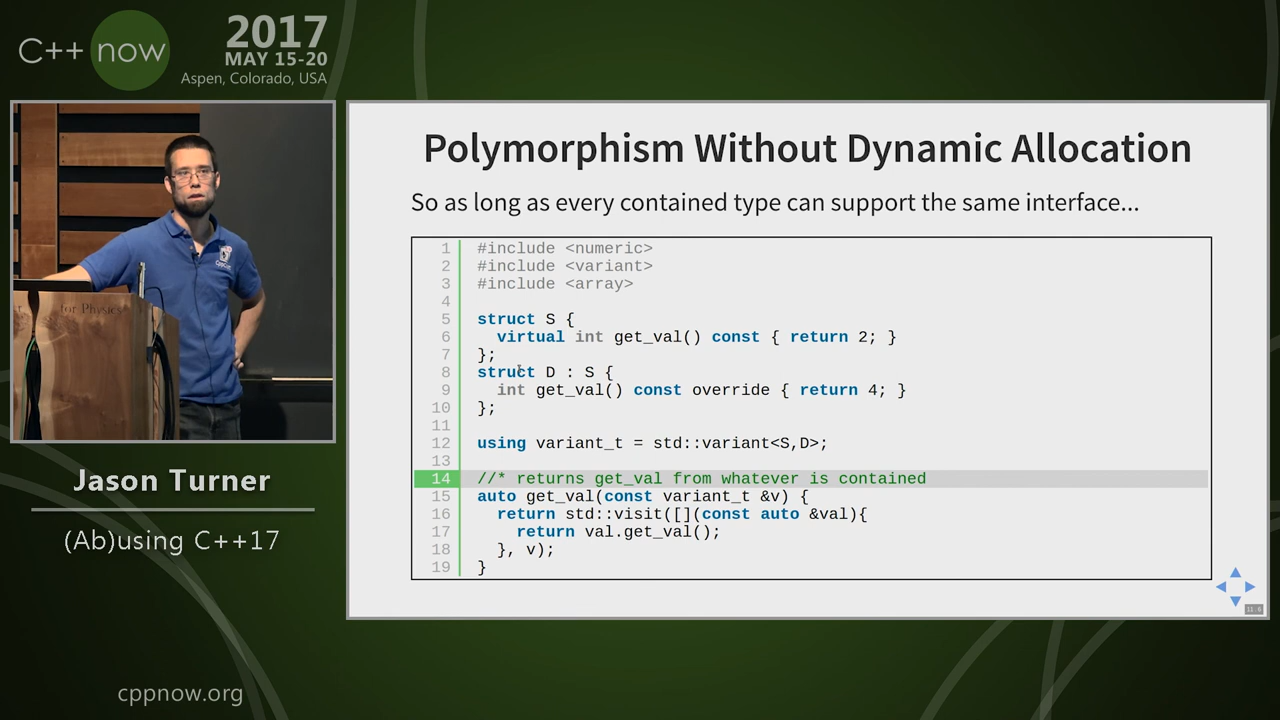 C++ now
2017
MAY 15-20
Aspen, Colorado, USA
for Physics
Jason Turner
(Ab)using C++17
cppnow.org
Polymorphism Without Dynamic Allocation
So as long as every contained type can support the same interface...
1 #include <numeric>
2 #include <variant>
3 #include <array>
4
5 struct S {
6   virtual int get_val() const { return 2; }
7 };
8 struct D : S {
9   int get_val() const override { return 4; }
10 };
11
12 using variant_t = std::variant<S,D>;
13
14 //* returns get_val from whatever is contained
15 auto get_val(const variant_t &v) {
16   return std::visit([](const auto &val){
17     return val.get_val();
18   }, v);
19 }